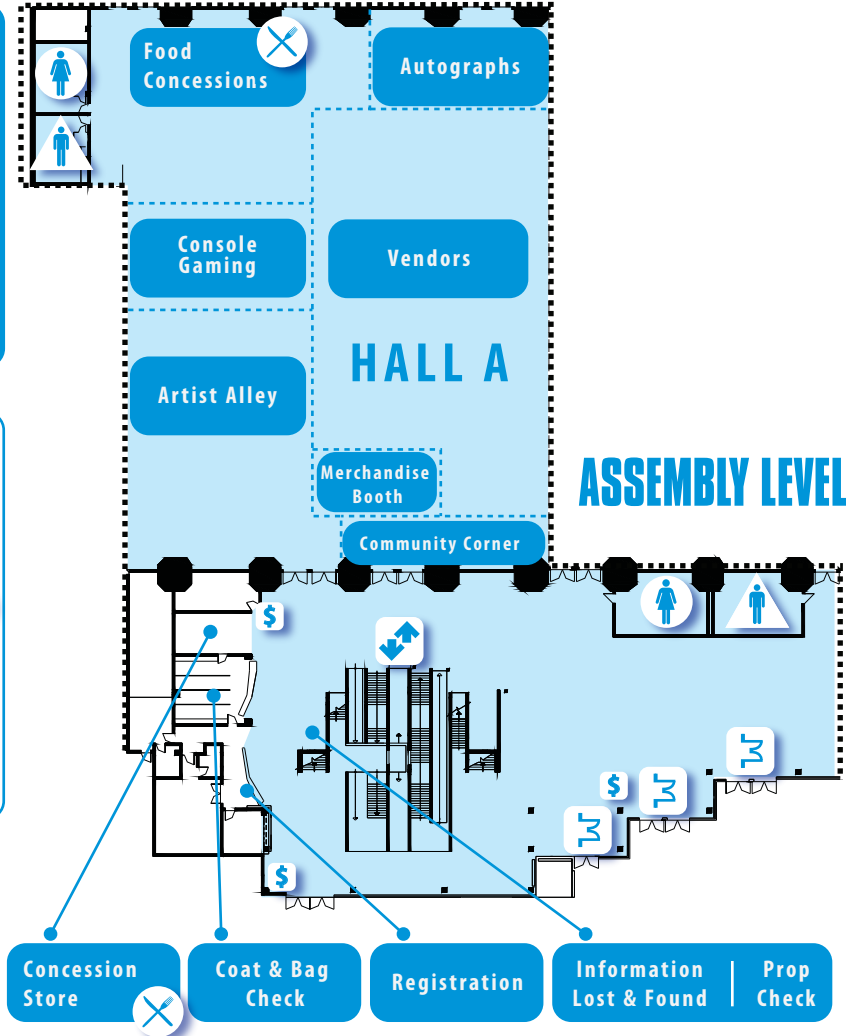 Food
Concessions
Autographs
Console
Gaming
Vendors
HALL A
Artist Alley
Merchandise
Booth
ASSEMBLY LEVEL
Community Corner
$
$
$
Concession
Store
Coat & Bag
Check
Registration
Information
Lost & Found
Prop
Check